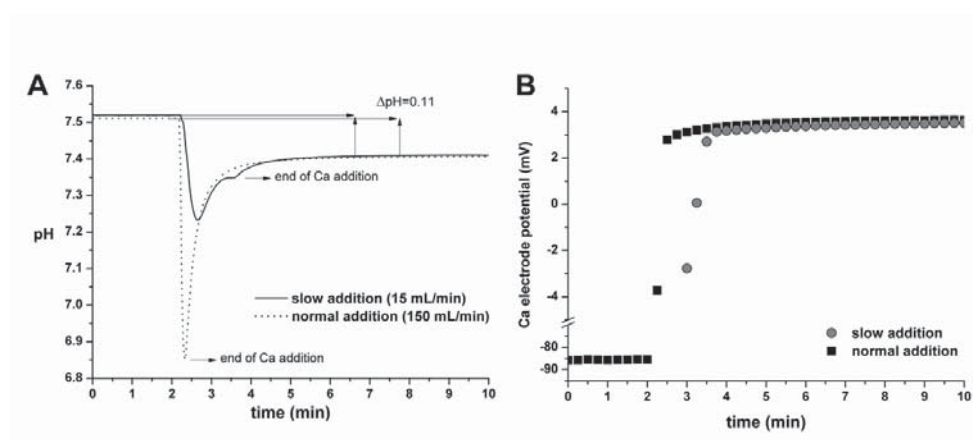 A
7.6
7.5
7.4
7.3
7.2
7.1
7.0
6.9
6.8
pH
0 1 2 3 4 5 6 7 8 9 10
time (min)
ΔpH=0.11
end of Ca addition
slow addition (15 mL/min)
normal addition (150 mL/min)
end of Ca addition
B
4
2
0
-2
-4
-80
-90
Ca electrode potential (mV)
0 1 2 3 4 5 6 7 8 9 10
time (min)
slow addition
normal addition